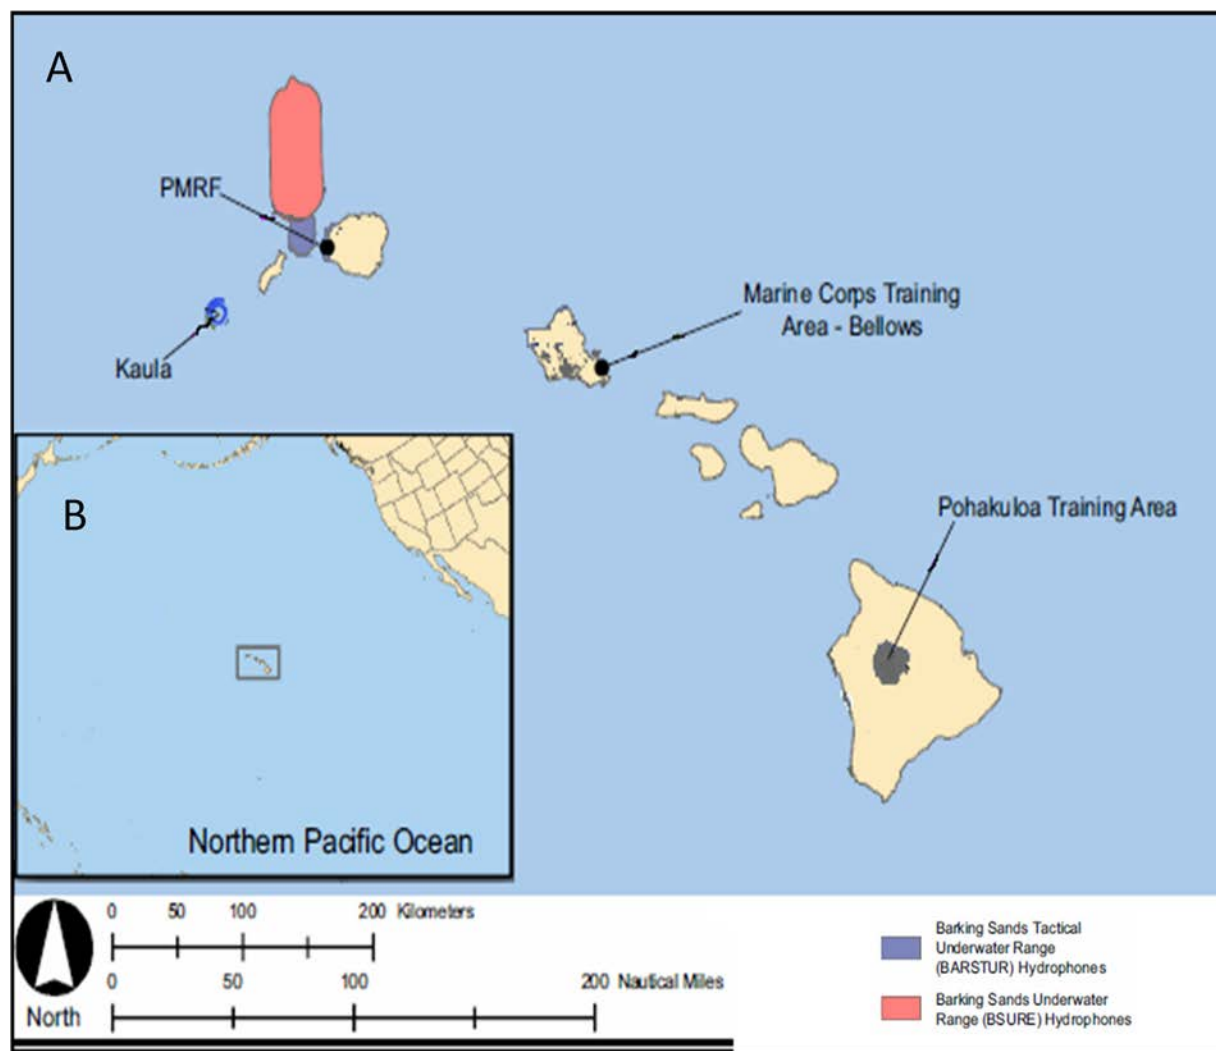 A
PMRF
Marine Corps Training
Area - Bellows
Kaula
B
Pohakuloa Training Area
Northern Pacific Ocean
0 50 100 200 Kilometers
0 50 100 200 Nautical Miles
North
Barking Sands Tactical
Underwater Range
(BARSTUR) Hydrophones
Barking Sands Underwater
Range (BSURE) Hydrophones